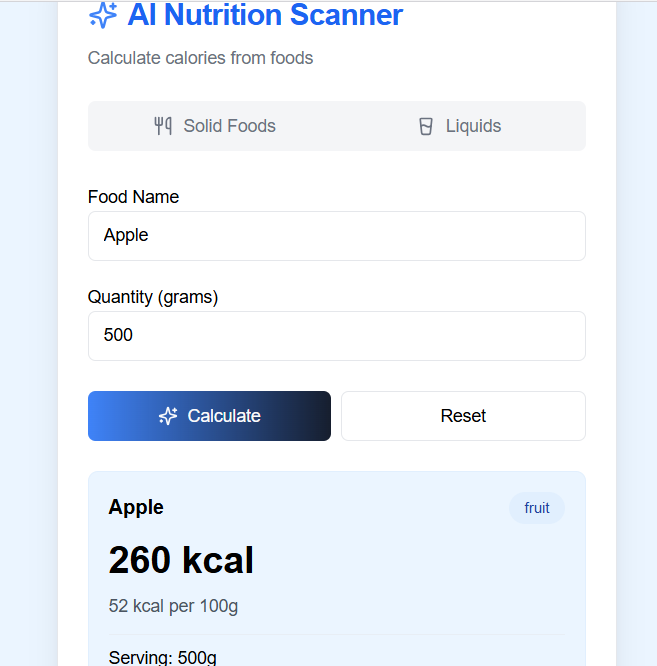 AI Nutrition Scanner
Calculate calories from foods
Solid Foods
Liquids
Food Name
Apple
Quantity (grams)
500
Calculate
Reset
Apple
fruit
260 kcal
52 kcal per 100g
Serving: 500g